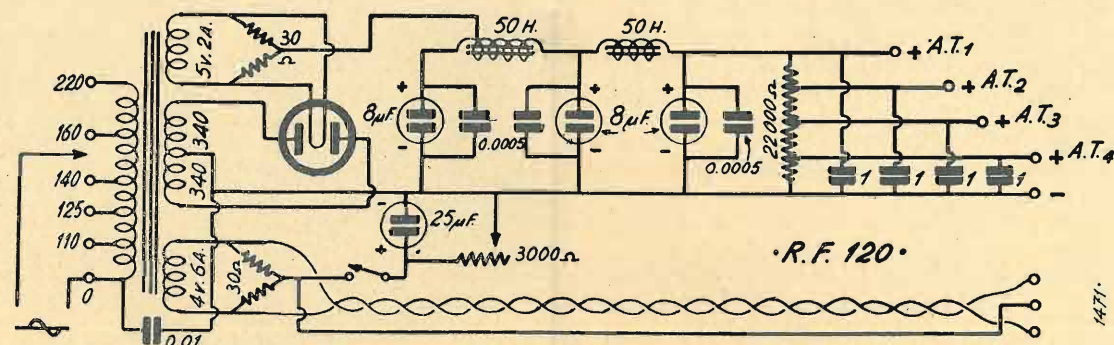 220
160
140
125
110
0
0.01
5v. 2A.
30
Ω
340
340
4v. 6A.
30Ω
50 H.
50 H.
+
8µF.
-
0.0005
+
8µF.
-
+
-
0.0005
22000Ω
-
25µF.
+
3000Ω
1
1
1
1
+ A.T.1
+ A.T.2
+ A.T.3
+ A.T.4
-
·R.F. 120·
1471·